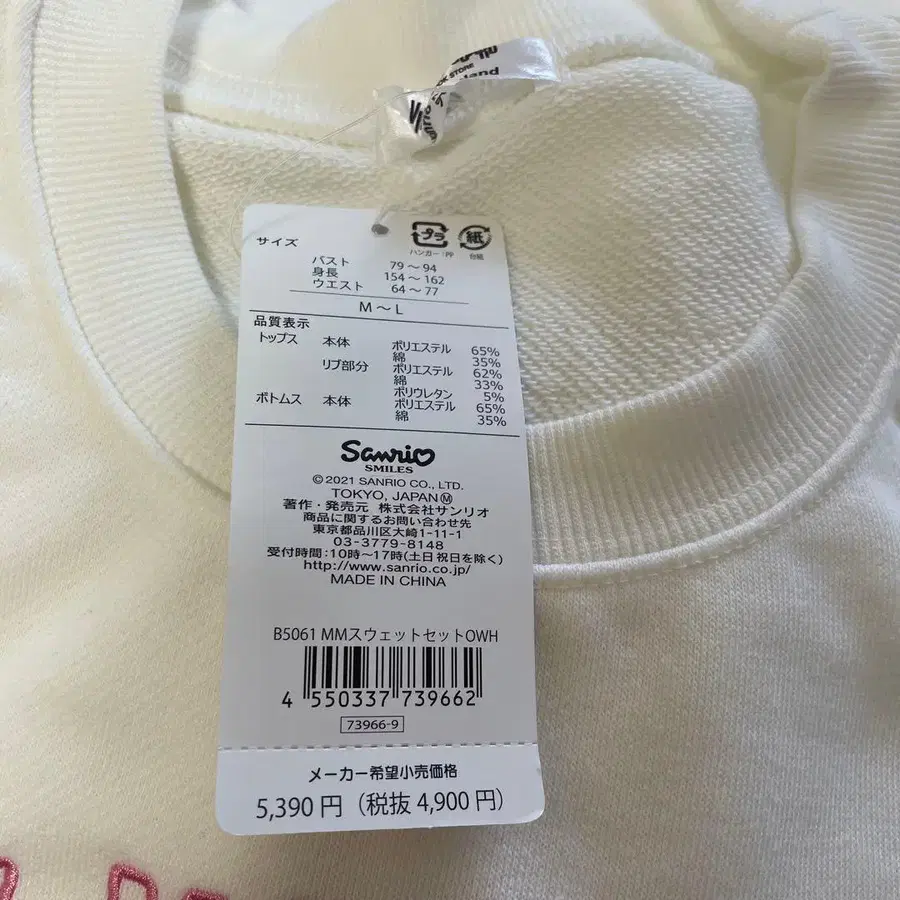 STORE
land
サイズ
プラ 紙
ハンガー:PP 台紙
バスト 79～94
身長 154～162
ウエスト 64～77
M～L
品質表示
トップス 本体 ポリエステル 65%
綿 35%
リブ部分 ポリエステル 62%
綿 33%
ポリウレタン 5%
ボトムス 本体 ポリエステル 65%
綿 35%
Sanrio
SMILES
©2021 SANRIO CO., LTD.
TOKYO, JAPAN Ⓜ
著作・発売元 株式会社サンリオ
商品に関するお問い合わせ先
東京都品川区大崎1-11-1
03-3779-8148
受付時間:10時～17時(土日祝日を除く)
http://www.sanrio.co.jp/
MADE IN CHINA
B5061 MMスウェットセットOWH
4 550337 739662
73966-9
メーカー希望小売価格
5,390円（税抜 4,900円）